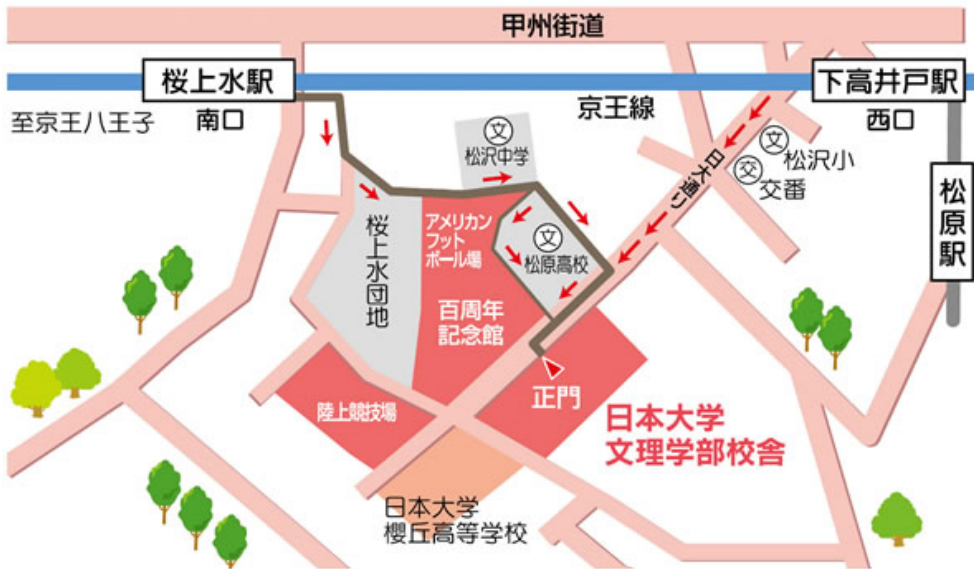 甲州街道
桜上水駅
下高井戸駅
至京王八王子
南口
京王線
西口
文
松沢中学
文
松沢小
交
交番
日大通り
松原駅
アメリカン
フット
ボール場
文
松原高校
桜上水団地
百周年
記念館
正門
陸上競技場
日本大学
文理学部校舎
日本大学
櫻丘高等学校